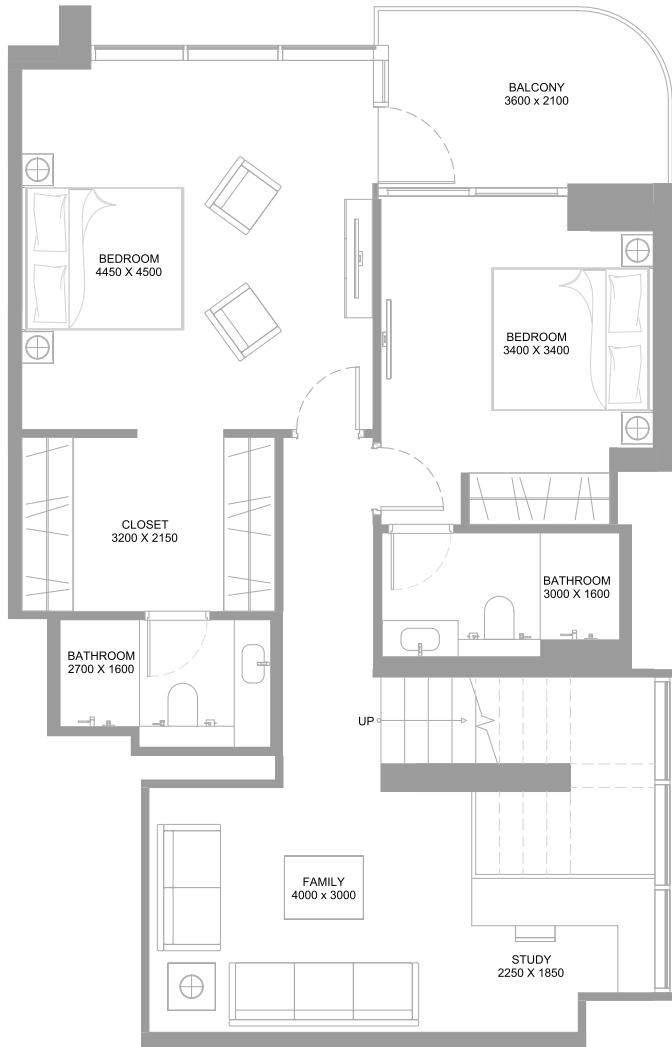 BALCONY
3600 x 2100
BEDROOM
4450 X 4500
BEDROOM
3400 X 3400
CLOSET
3200 X 2150
BATHROOM
3000 X 1600
BATHROOM
2700 X 1600
UP
FAMILY
4000 x 3000
STUDY
2250 X 1850